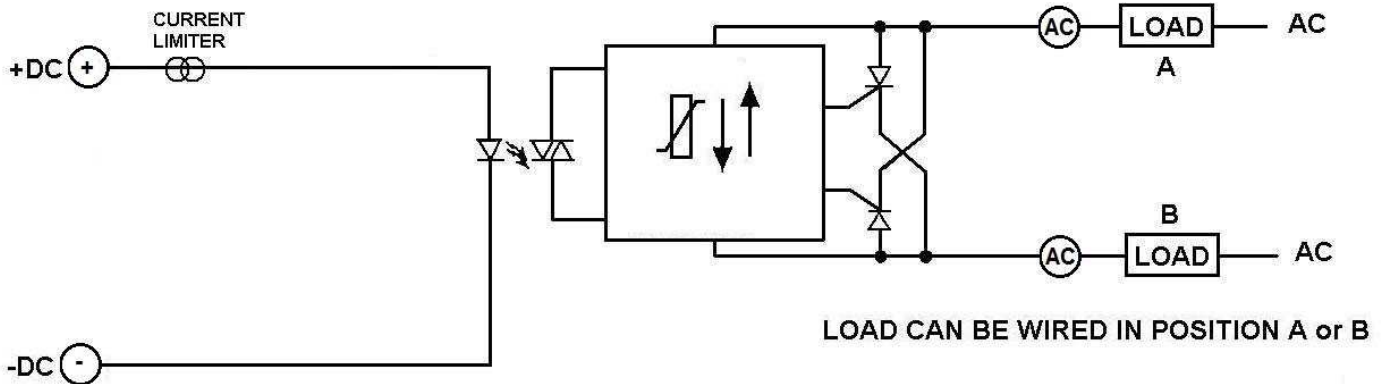 CURRENT
LIMITER
+DC +
AC LOAD AC
A
B
AC LOAD AC
LOAD CAN BE WIRED IN POSITION A or B
-DC -